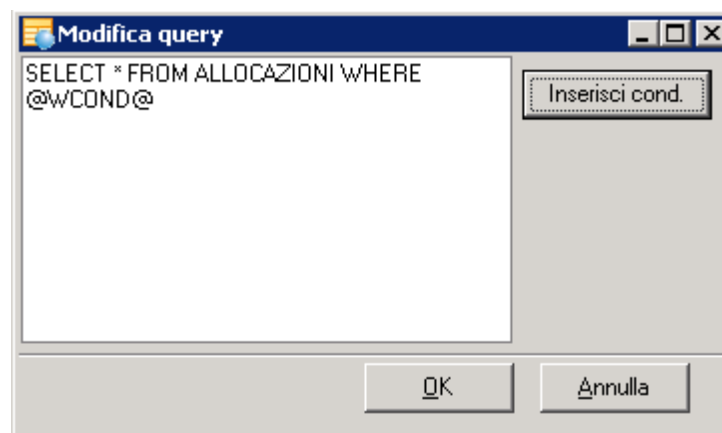 Modifica query
SELECT * FROM ALLOCAZIONI WHERE
@WCOND@
Inserisci cond.
OK
Annulla